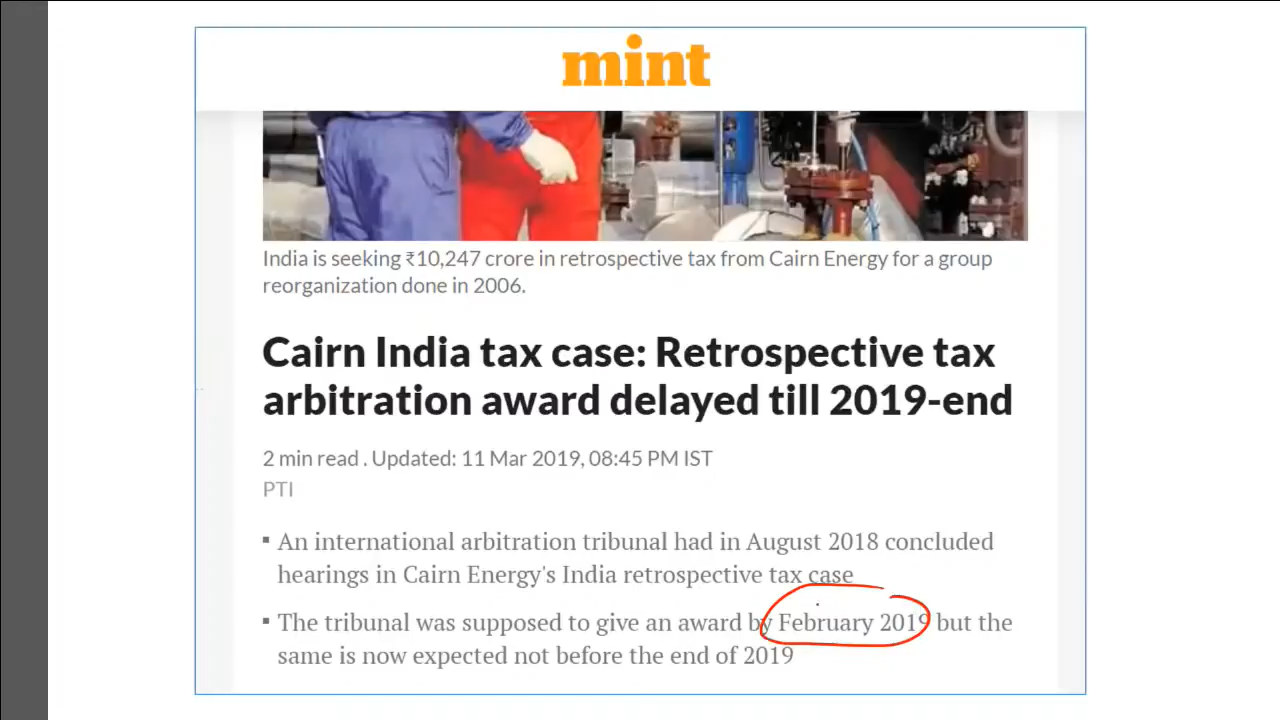 mint
India is seeking ₹10,247 crore in retrospective tax from Cairn Energy for a group
reorganization done in 2006.
Cairn India tax case: Retrospective tax
arbitration award delayed till 2019-end
2 min read . Updated: 11 Mar 2019, 08:45 PM IST
PTI
▪ An international arbitration tribunal had in August 2018 concluded
hearings in Cairn Energy's India retrospective tax case
▪ The tribunal was supposed to give an award by February 2019 but the
same is now expected not before the end of 2019